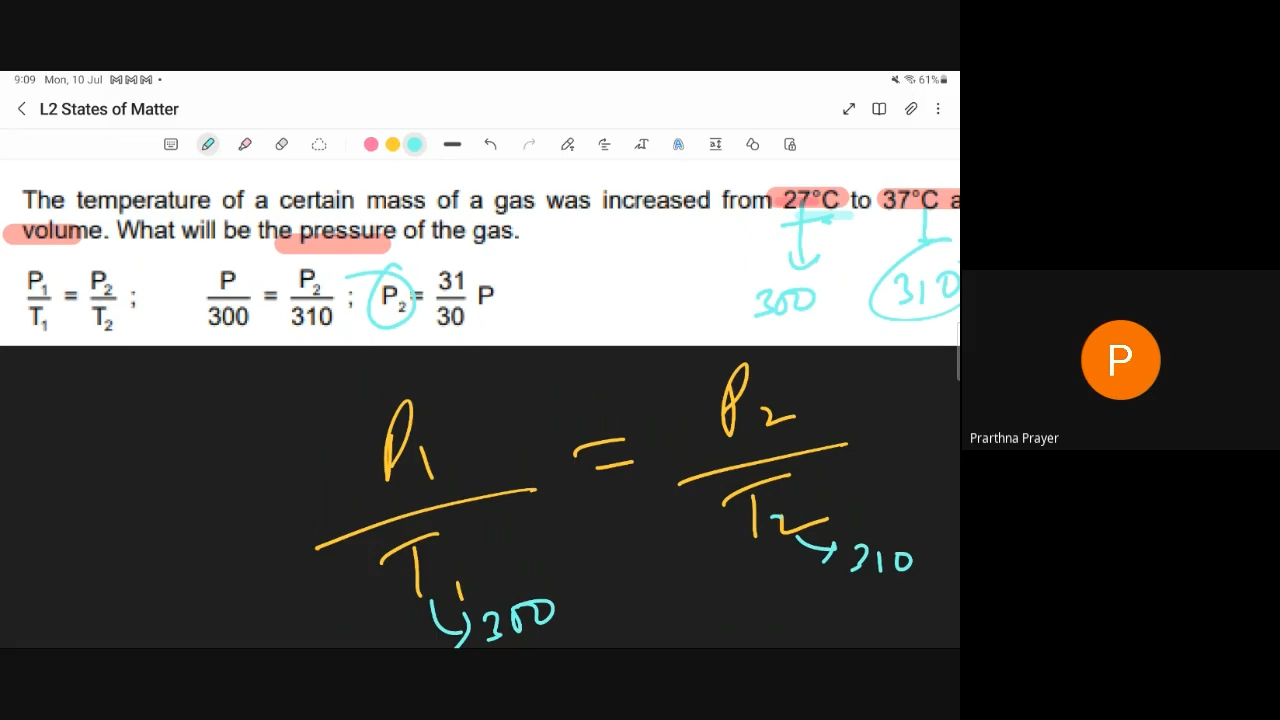 9:09 Mon, 10 Jul
61%
L2 States of Matter
The temperature of a certain mass of a gas was increased from 27°C to 37°C a
volume. What will be the pressure of the gas.
P₁/T₁ = P₂/T₂ ; P/300 = P₂/310 ; P₂ = 31/30 P
300
310
P₁/T₁ = P₂/T₂
310
300
P
Prarthna Prayer